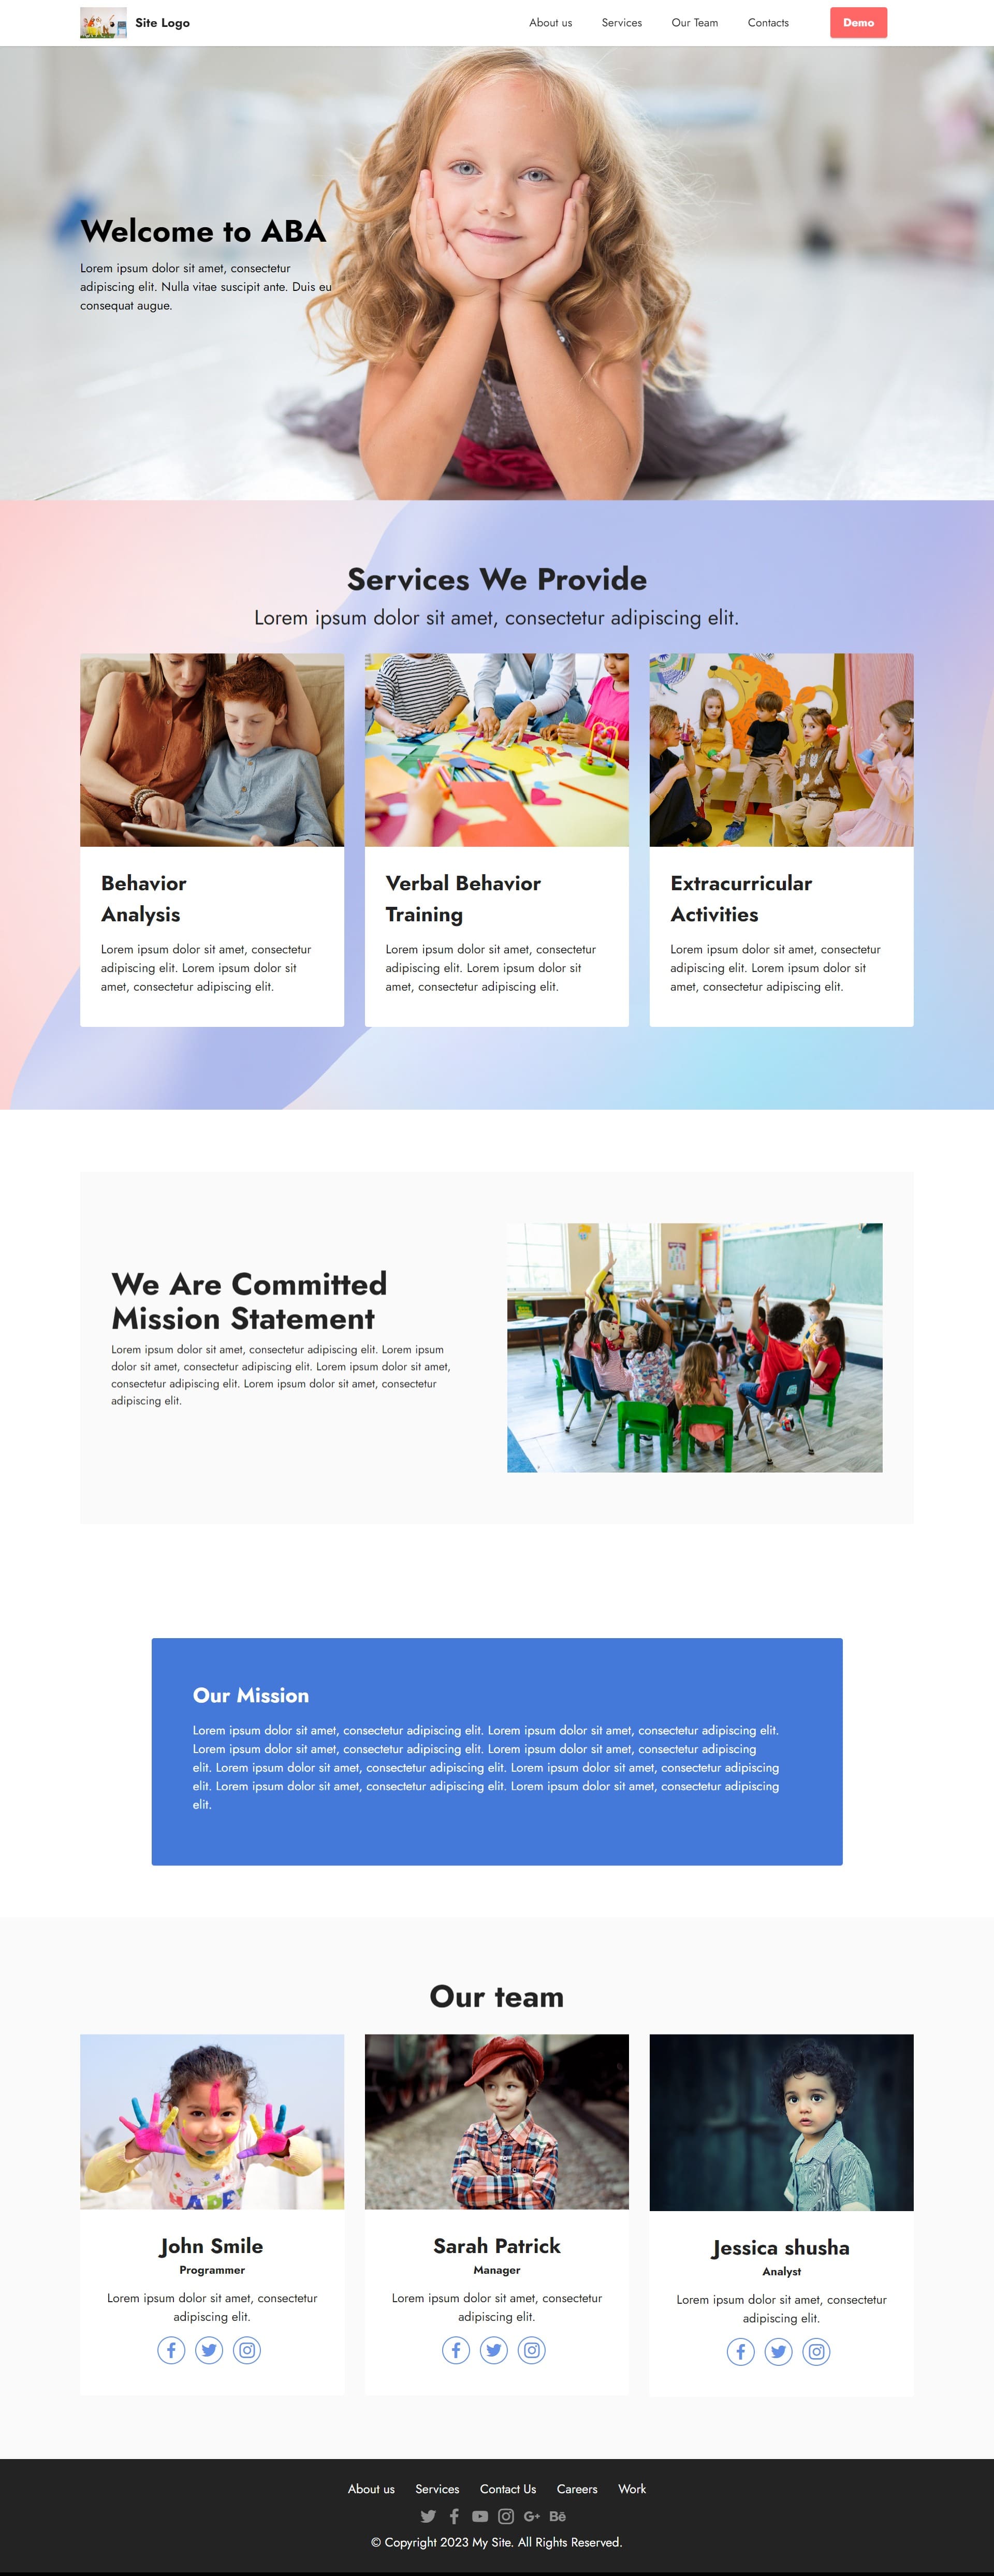 Site Logo
About us
Services
Our Team
Contacts
Demo
Welcome to ABA
Lorem ipsum dolor sit amet, consectetur
adipiscing elit. Nulla vitae suscipit ante. Duis eu
consequat augue.
Services We Provide
Lorem ipsum dolor sit amet, consectetur adipiscing elit.
Behavior
Analysis
Lorem ipsum dolor sit amet, consectetur
adipiscing elit. Lorem ipsum dolor sit
amet, consectetur adipiscing elit.
Verbal Behavior
Training
Lorem ipsum dolor sit amet, consectetur
adipiscing elit. Lorem ipsum dolor sit
amet, consectetur adipiscing elit.
Extracurricular
Activities
Lorem ipsum dolor sit amet, consectetur
adipiscing elit. Lorem ipsum dolor sit
amet, consectetur adipiscing elit.
We Are Committed
Mission Statement
Lorem ipsum dolor sit amet, consectetur adipiscing elit. Lorem ipsum
dolor sit amet, consectetur adipiscing elit. Lorem ipsum dolor sit amet,
consectetur adipiscing elit. Lorem ipsum dolor sit amet, consectetur
adipiscing elit.
Our Mission
Lorem ipsum dolor sit amet, consectetur adipiscing elit. Lorem ipsum dolor sit amet, consectetur adipiscing elit.
Lorem ipsum dolor sit amet, consectetur adipiscing elit. Lorem ipsum dolor sit amet, consectetur adipiscing
elit. Lorem ipsum dolor sit amet, consectetur adipiscing elit. Lorem ipsum dolor sit amet, consectetur adipiscing
elit. Lorem ipsum dolor sit amet, consectetur adipiscing elit. Lorem ipsum dolor sit amet, consectetur adipiscing
elit.
Our team
John Smile
Programmer
Lorem ipsum dolor sit amet, consectetur
adipiscing elit.
Sarah Patrick
Manager
Lorem ipsum dolor sit amet, consectetur
adipiscing elit.
Jessica shusha
Analyst
Lorem ipsum dolor sit amet, consectetur
adipiscing elit.
About us
Services
Contact Us
Careers
Work
© Copyright 2023 My Site. All Rights Reserved.